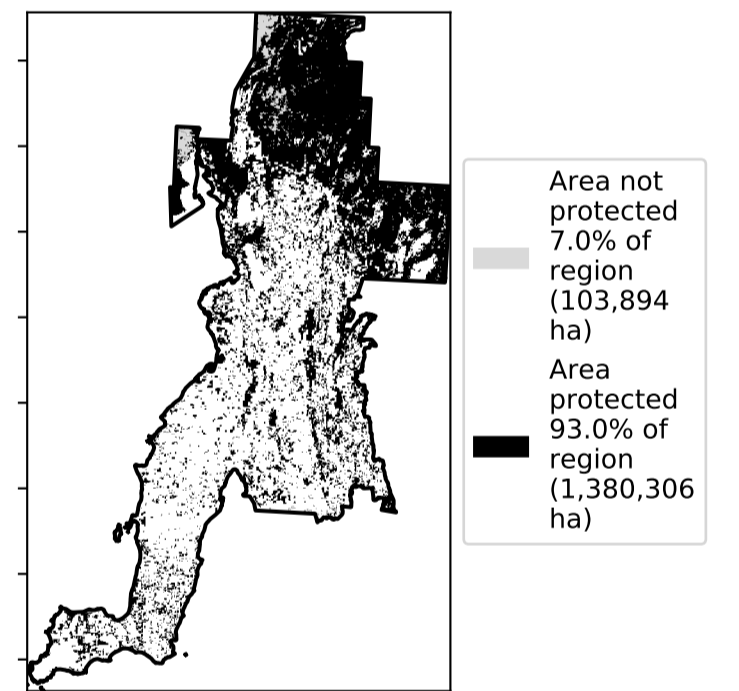 Area not
protected
7.0% of
region
(103,894
ha)
Area
protected
93.0% of
region
(1,380,306
ha)